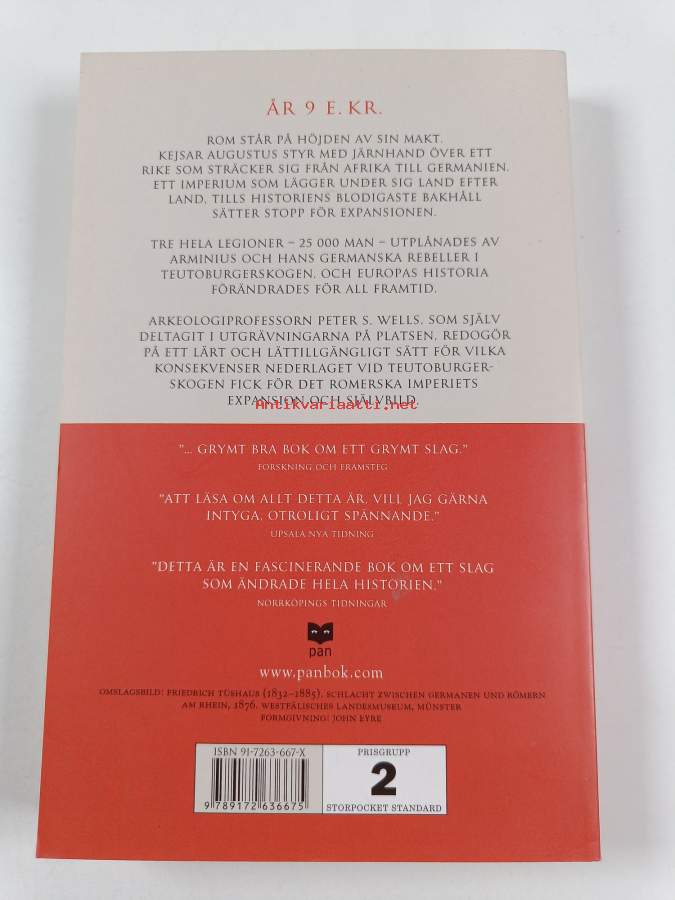 ÅR 9 E. KR.
ROM STÅR PÅ HÖJDEN AV SIN MAKT.
KEJSAR AUGUSTUS STYR MED JÄRNHAND ÖVER ETT
RIKE SOM STRÄCKER SIG FRÅN AFRIKA TILL GERMANIEN.
ETT IMPERIUM SOM LÄGGER UNDER SIG LAND EFTER
LAND, TILLS HISTORIENS BLODIGASTE BAKHÅLL
SÄTTER STOPP FÖR EXPANSIONEN.
TRE HELA LEGIONER – 25 000 MAN – UTPLÅNADES AV
ARMINIUS OCH HANS GERMANSKA REBELLER I
TEUTOBURGERSKOGEN. OCH EUROPAS HISTORIA
FÖRÄNDRADES FÖR ALL FRAMTID.
ARKEOLOGIPROFESSORN PETER S. WELLS, SOM SJÄLV
DELTAGIT I UTGRÄVNINGARNA PÅ PLATSEN, REDOGÖR
PÅ ETT LÄRT OCH LÄTTILLGÄNGLIGT SÄTT FÖR VILKA
KONSEKVENSER NEDERLAGET VID TEUTOBURGER-
SKOGEN FICK FÖR DET ROMERSKA IMPERIETS
EXPANSION OCH SJÄLVBILD.
Antikvariaatti.net
"... GRYMT BRA BOK OM ETT GRYMT SLAG."
FORSKNING OCH FRAMSTEG
"ATT LÄSA OM ALLT DETTA ÄR, VILL JAG GÄRNA
INTYGA, OTROLIGT SPÄNNANDE."
UPSALA NYA TIDNING
"DETTA ÄR EN FASCINERANDE BOK OM ETT SLAG
SOM ÄNDRADE HELA HISTORIEN."
NORRKÖPINGS TIDNINGAR
pan
www.panbok.com
OMSLAGSBILD: FRIEDRICH TÜSHAUS (1832–1885), SCHLACHT ZWISCHEN GERMANEN UND RÖMERN
AM RHEIN, 1876. WESTFÄLISCHES LANDESMUSEUM, MÜNSTER
FORMGIVNING: JOHN EYRE
ISBN 91-7263-667-X
9 789172 636675
PRISGRUPP
2
STORPOCKET STANDARD